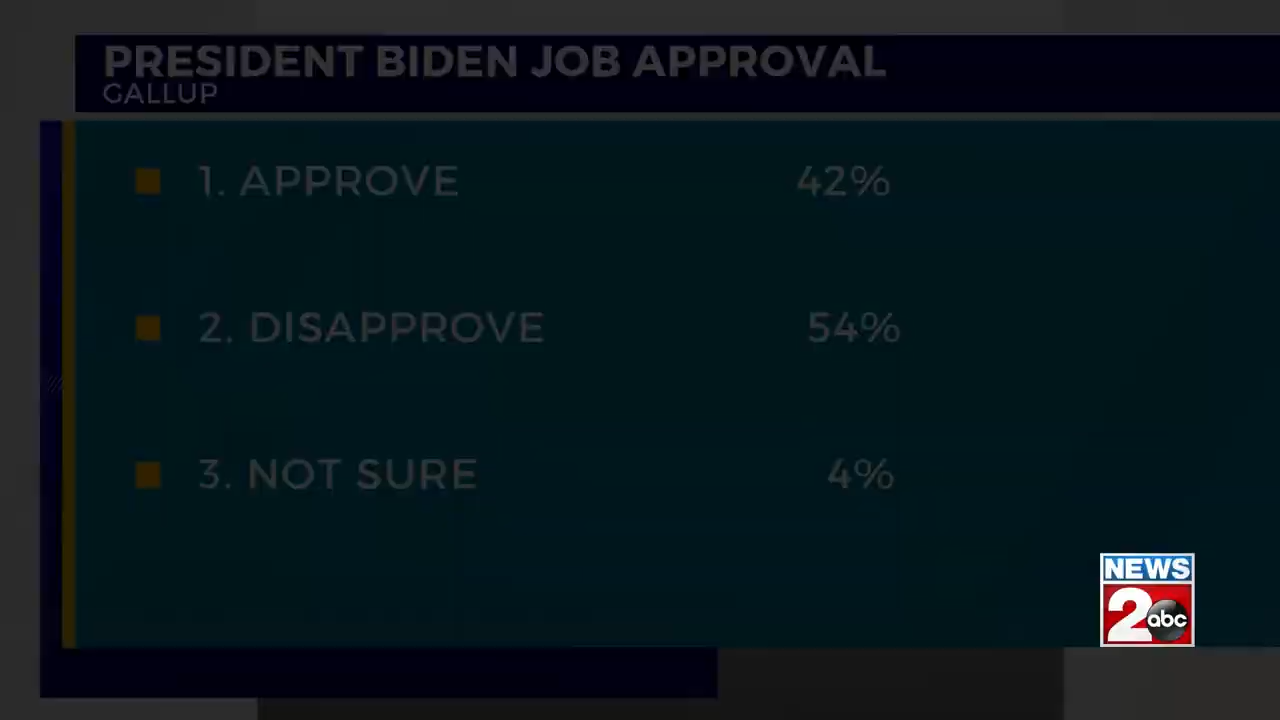 PRESIDENT BIDEN JOB APPROVAL
GALLUP
1. APPROVE 42%
2. DISAPPROVE 54%
3. NOT SURE 4%
NEWS
2 abc